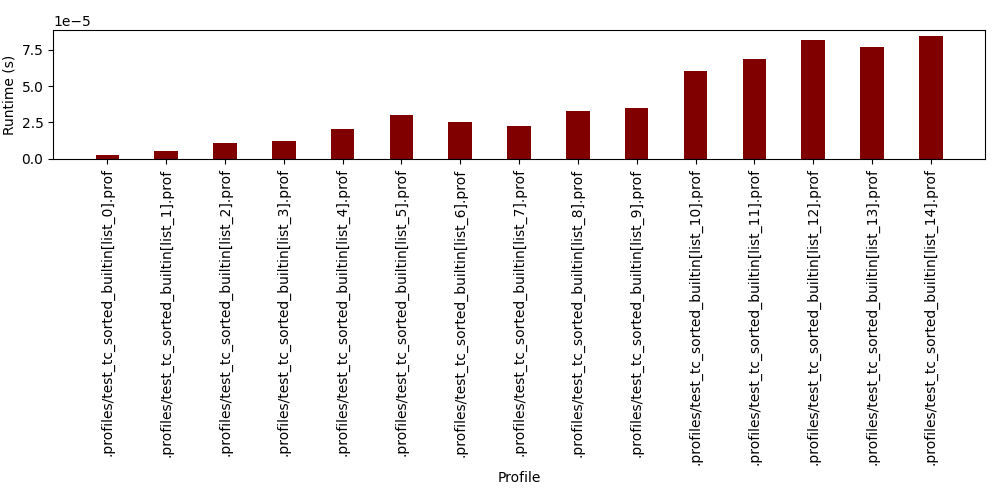 1e−5
7.5
5.0
2.5
0.0
Runtime (s)
.profiles/test_tc_sorted_builtin[list_0].prof
.profiles/test_tc_sorted_builtin[list_1].prof
.profiles/test_tc_sorted_builtin[list_2].prof
.profiles/test_tc_sorted_builtin[list_3].prof
.profiles/test_tc_sorted_builtin[list_4].prof
.profiles/test_tc_sorted_builtin[list_5].prof
.profiles/test_tc_sorted_builtin[list_6].prof
.profiles/test_tc_sorted_builtin[list_7].prof
.profiles/test_tc_sorted_builtin[list_8].prof
.profiles/test_tc_sorted_builtin[list_9].prof
.profiles/test_tc_sorted_builtin[list_10].prof
.profiles/test_tc_sorted_builtin[list_11].prof
.profiles/test_tc_sorted_builtin[list_12].prof
.profiles/test_tc_sorted_builtin[list_13].prof
.profiles/test_tc_sorted_builtin[list_14].prof
Profile